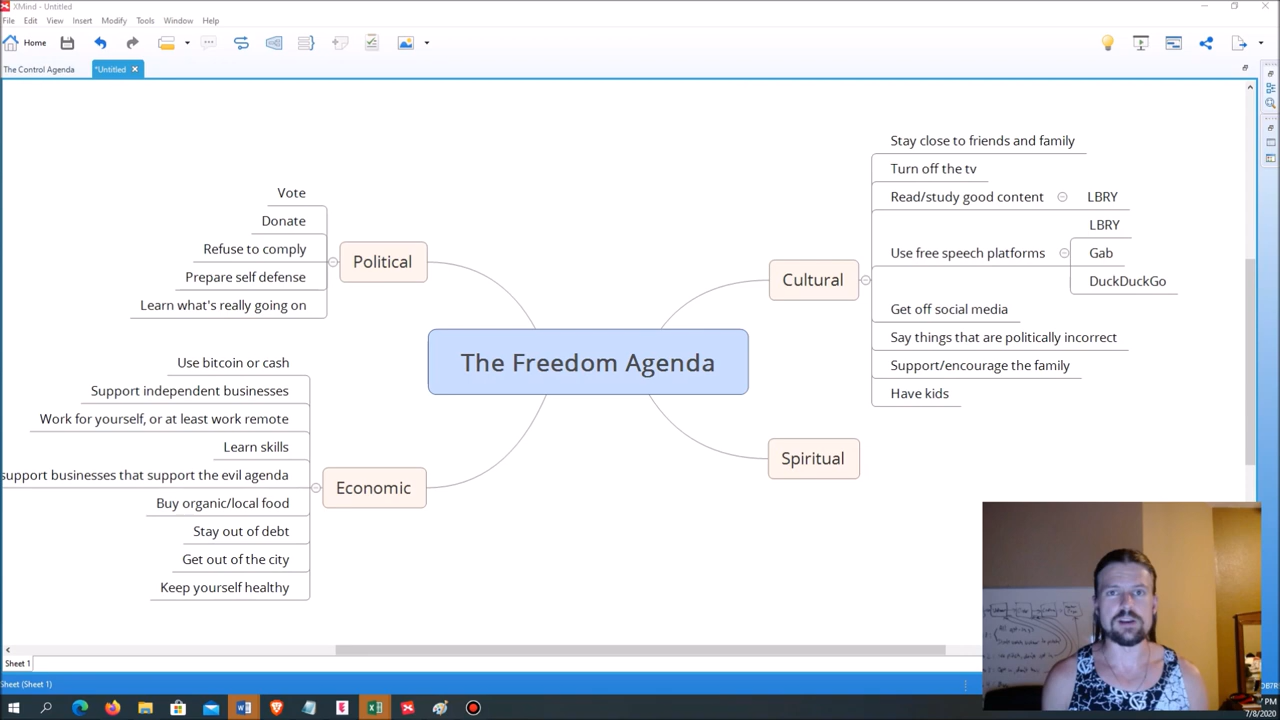 XMind - Untitled
File Edit View Insert Modify Tools Window Help
Home
The Control Agenda
*Untitled
Vote
Donate
Refuse to comply
Prepare self defense
Learn what's really going on
Political
Use bitcoin or cash
Support independent businesses
Work for yourself, or at least work remote
Learn skills
support businesses that support the evil agenda
Buy organic/local food
Stay out of debt
Get out of the city
Keep yourself healthy
Economic
The Freedom Agenda
Stay close to friends and family
Turn off the tv
Read/study good content
LBRY
Use free speech platforms
LBRY
Gab
DuckDuckGo
Get off social media
Say things that are politically incorrect
Support/encourage the family
Have kids
Cultural
Spiritual
Sheet 1
Sheet (Sheet 1)
PM
7/8/2020